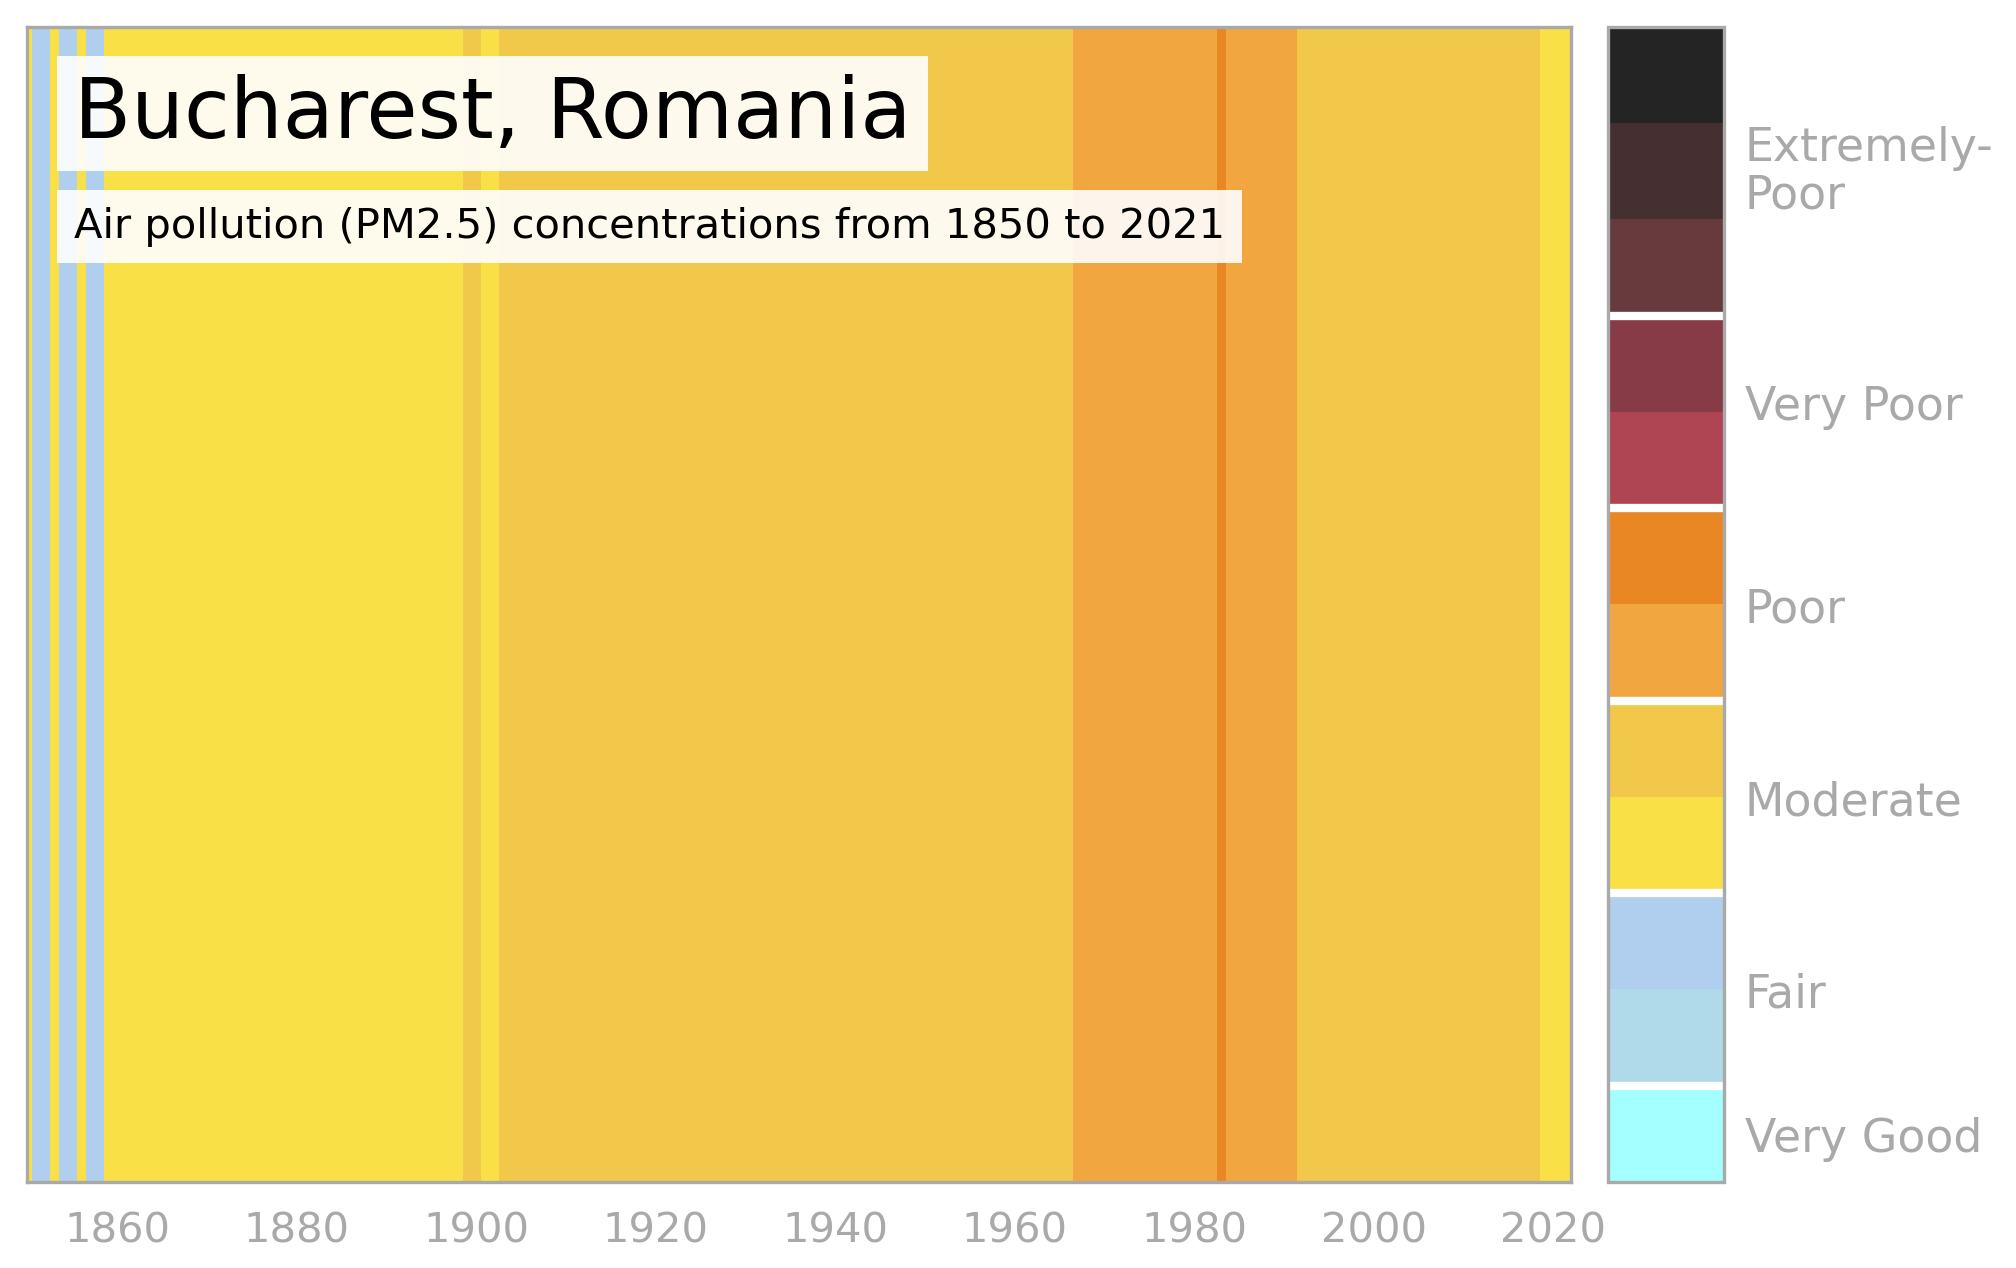 Bucharest, Romania
Air pollution (PM2.5) concentrations from 1850 to 2021
Extremely-
Poor
Very Poor
Poor
Moderate
Fair
Very Good
1860 1880 1900 1920 1940 1960 1980 2000 2020